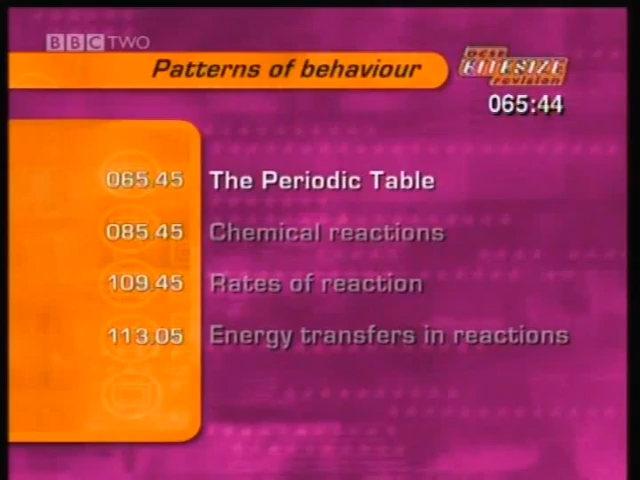 BBC TWO
Patterns of behaviour
GCSE
BITESIZE
revision
065:44
065.45 The Periodic Table
085.45 Chemical reactions
109.45 Rates of reaction
113.05 Energy transfers in reactions